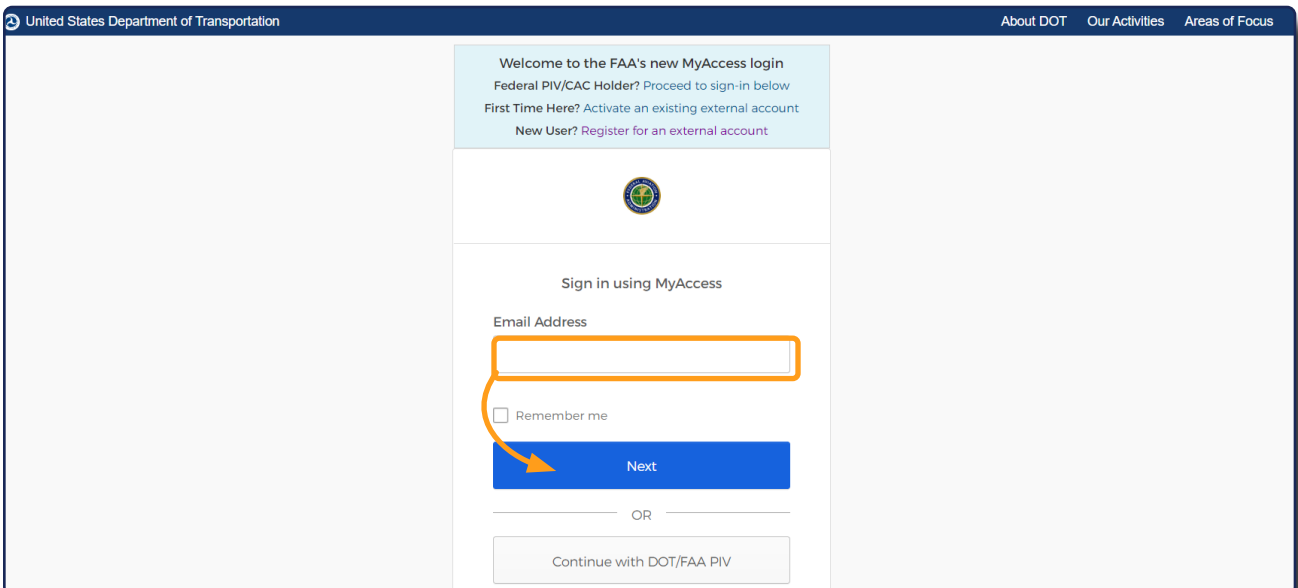 United States Department of Transportation
About DOT Our Activities Areas of Focus
Welcome to the FAA's new MyAccess login
Federal PIV/CAC Holder? Proceed to sign-in below
First Time Here? Activate an existing external account
New User? Register for an external account
Sign in using MyAccess
Email Address
Remember me
Next
OR
Continue with DOT/FAA PIV